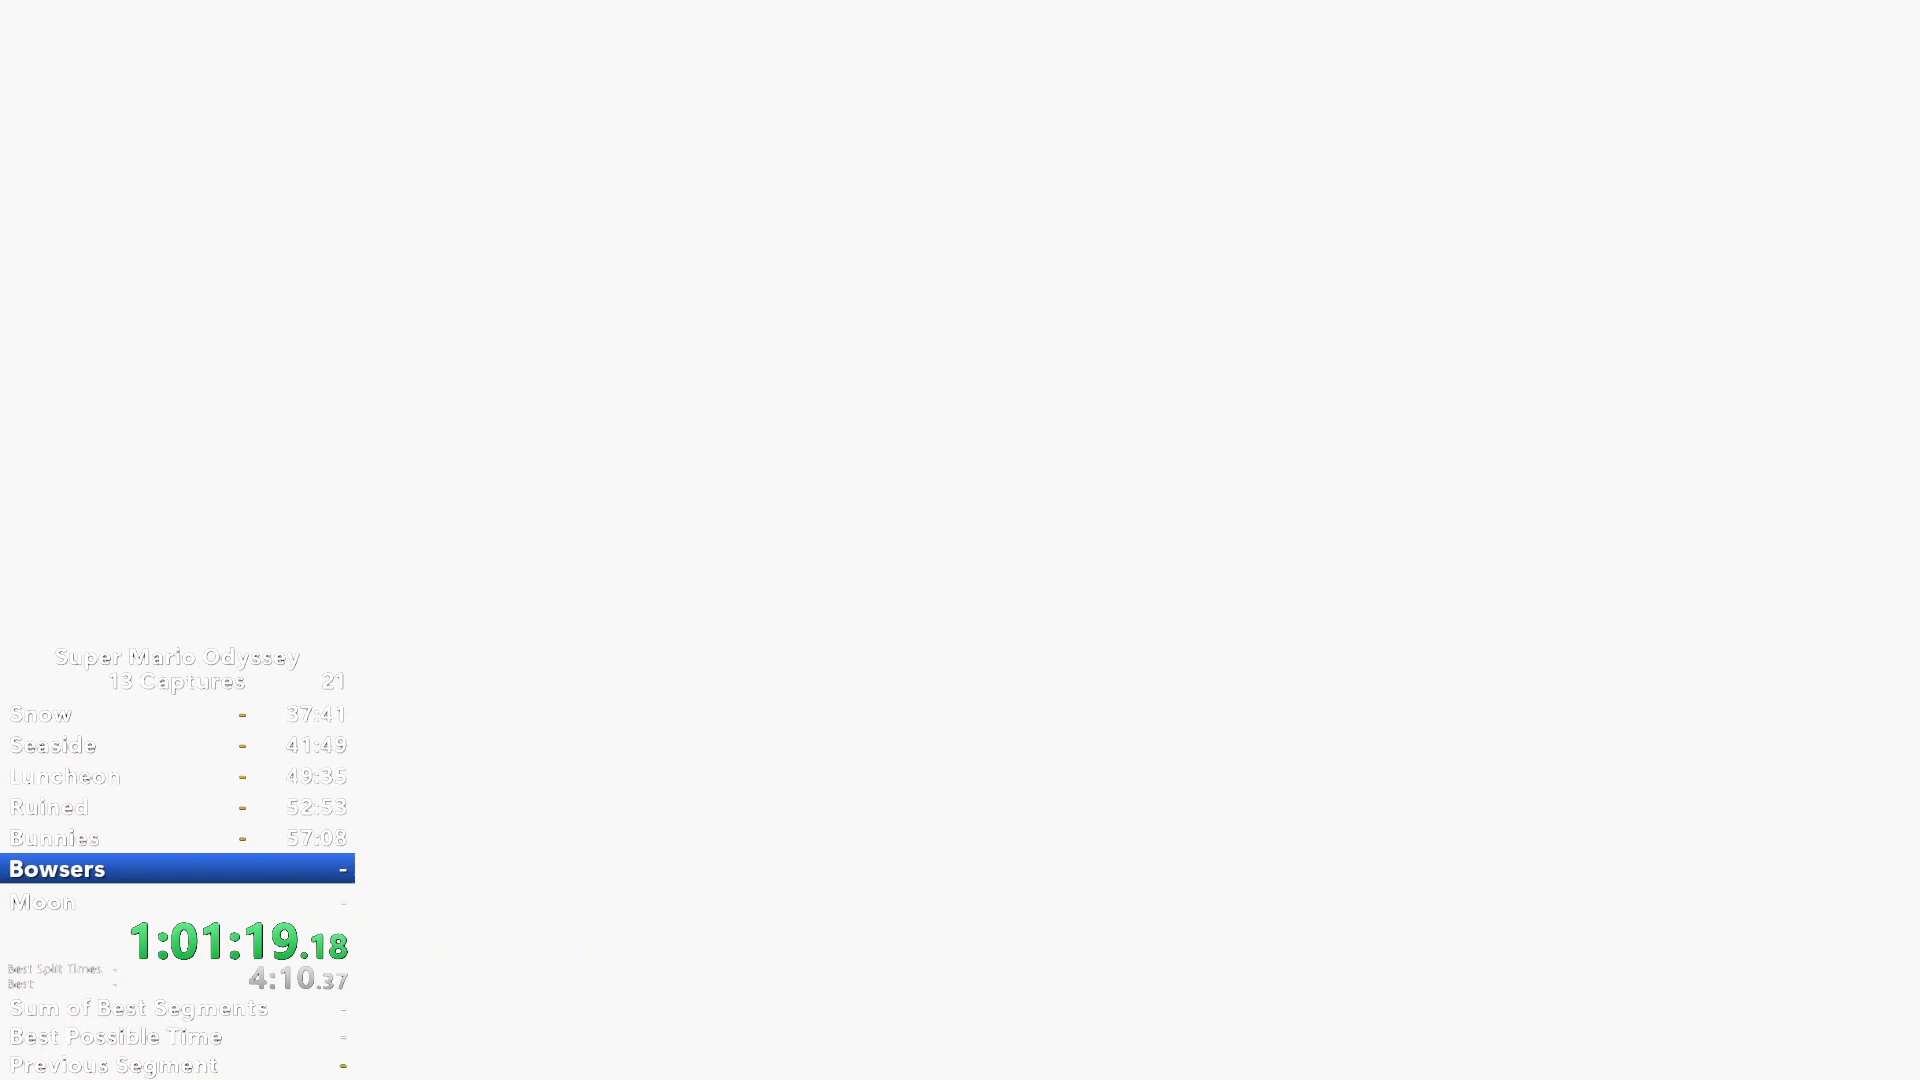 Super Mario Odyssey
13 Captures 21
Snow - 37:41
Seaside - 41:49
Luncheon - 49:35
Ruined - 52:53
Bunnies - 57:08
Bowsers -
Moon -
1:01:19.18
Best Split Times - 4:10.37
Best -
Sum of Best Segments -
Best Possible Time -
Previous Segment -